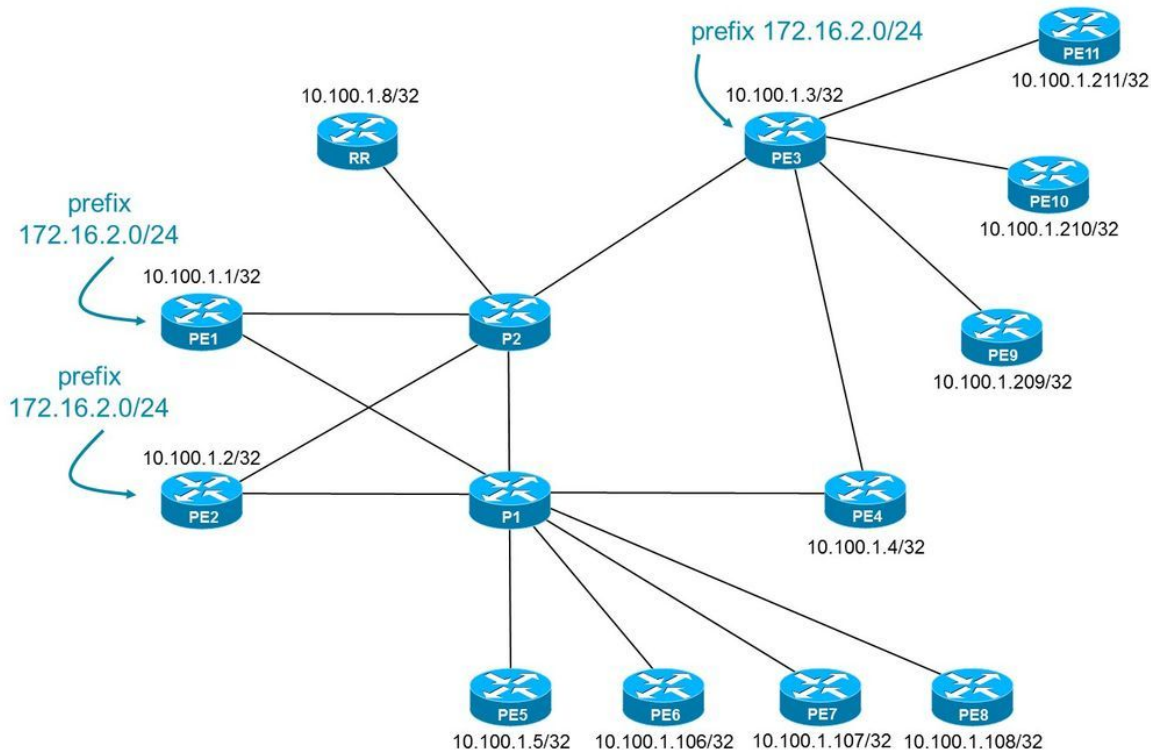 prefix 172.16.2.0/24
PE11
10.100.1.211/32
10.100.1.3/32
10.100.1.8/32
PE3
RR
PE10
10.100.1.210/32
prefix
172.16.2.0/24
10.100.1.1/32
PE1
P2
PE9
10.100.1.209/32
prefix
172.16.2.0/24
10.100.1.2/32
PE2
P1
PE4
10.100.1.4/32
PE5
PE6
PE7
PE8
10.100.1.5/32
10.100.1.106/32
10.100.1.107/32
10.100.1.108/32